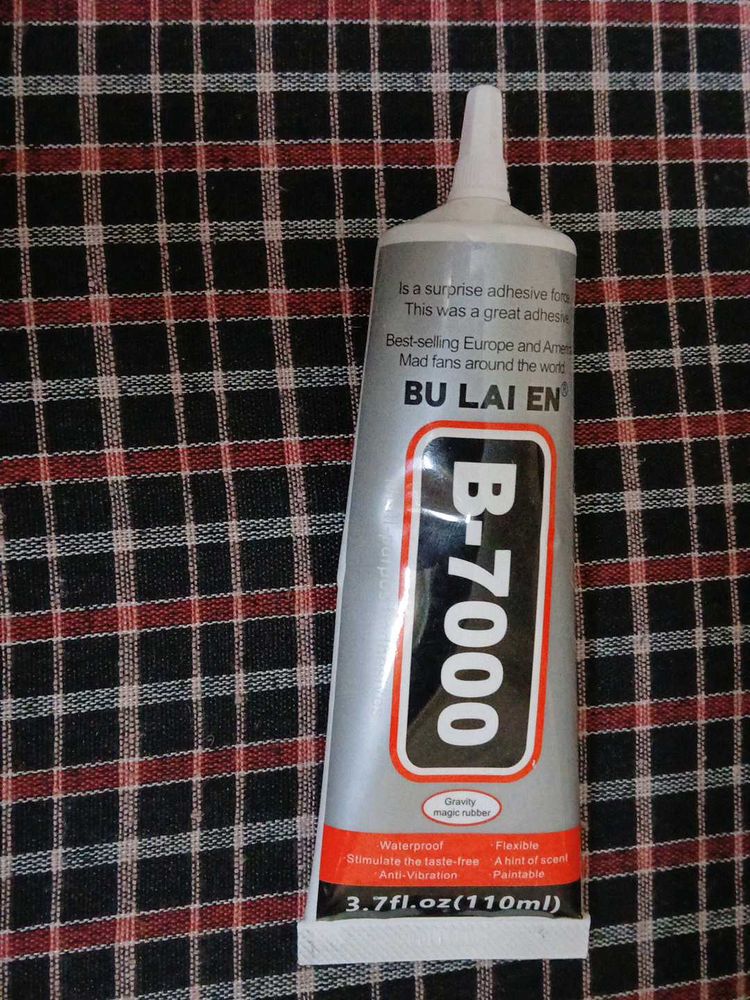 Is a surprise adhesive force.
This was a great adhesive.
Best-selling Europe and America
Mad fans around the world
BU LAI EN®
B-7000
Gravity
magic rubber
Waterproof · Flexible
·Stimulate the taste-free ·A hint of scent
·Anti-Vibration ·Paintable
3.7fl.oz(110ml)